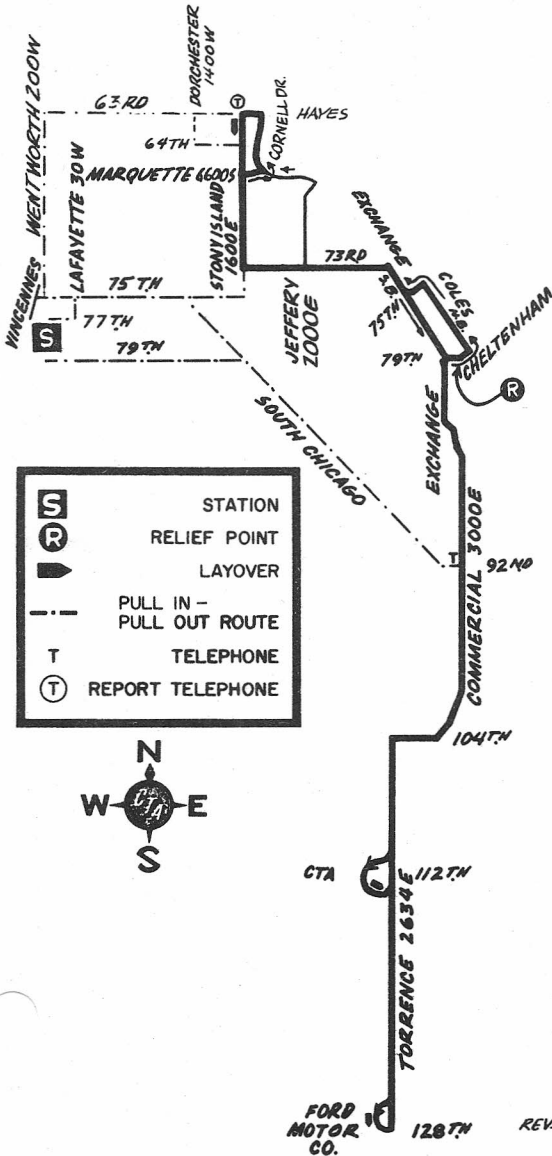 DORCHESTER
1400W
WENTWORTH 200W
63RD
T
HAYES
64TH
CORNELL DR.
MARQUETTE 6600S
LAFAYETTE 30W
STONY ISLAND
1600E
EXCHANGE
73RD
S.B.
COLES
N.B.
VINCENNES
75TH
75TH
JEFFERY
2000E
77TH
S
79TH
79TH
CHELTENHAM
R
SOUTH CHICAGO
EXCHANGE
S STATION
R RELIEF POINT
LAYOVER
PULL IN -
PULL OUT ROUTE
T TELEPHONE
T REPORT TELEPHONE
T 92ND
COMMERCIAL 3000E
104TH
N
W CTA E
S
CTA
112TH
TORRENCE 2634E
FORD
MOTOR
CO.
128TH
REV.